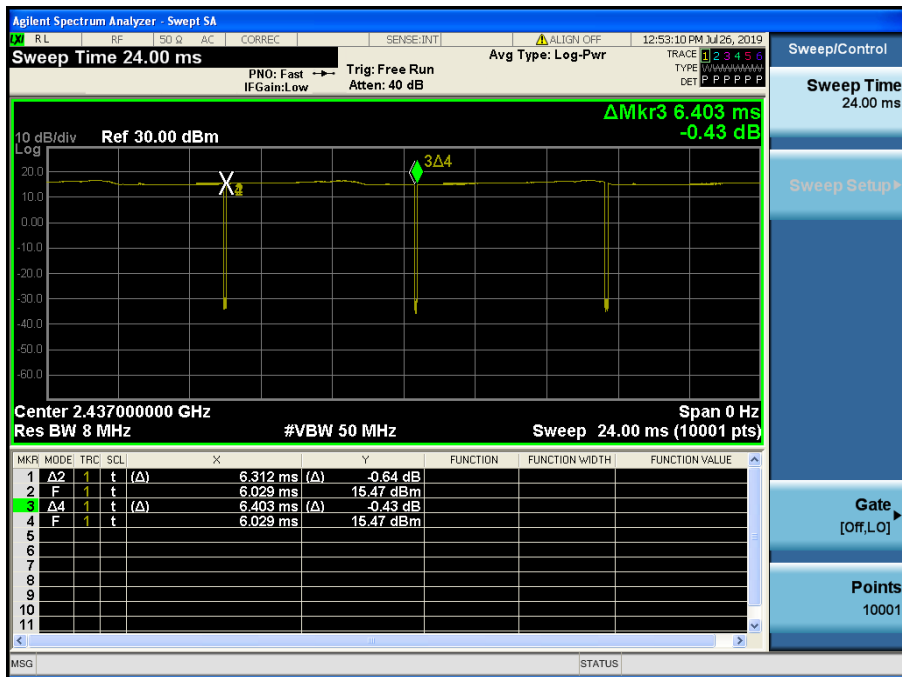 Agilent Spectrum Analyzer - Swept SA
LXI RL RF 50 Ω AC CORREC SENSE:INT ALIGN OFF 12:53:10 PM Jul 26, 2019
Sweep Time 24.00 ms
PNO: Fast
IFGain:Low
Trig: Free Run
Atten: 40 dB
Avg Type: Log-Pwr
TRACE 1 2 3 4 5 6
TYPE WWWWWW
DET P P P P P P
ΔMkr3 6.403 ms
-0.43 dB
10 dB/div Ref 30.00 dBm
Log
20.0
10.0
0.00
-10.0
-20.0
-30.0
-40.0
-50.0
-60.0
3Δ4
Center 2.437000000 GHz Span 0 Hz
Res BW 8 MHz #VBW 50 MHz Sweep 24.00 ms (10001 pts)
MKR MODE TRC SCL X Y FUNCTION FUNCTION WIDTH FUNCTION VALUE
1 Δ2 1 t (Δ) 6.312 ms (Δ) -0.64 dB
2 F 1 t 6.029 ms 15.47 dBm
3 Δ4 1 t (Δ) 6.403 ms (Δ) -0.43 dB
4 F 1 t 6.029 ms 15.47 dBm
5
6
7
8
9
10
11
MSG STATUS
Sweep/Control
Sweep Time
24.00 ms
Sweep Setup
Gate
[Off,LO]
Points
10001